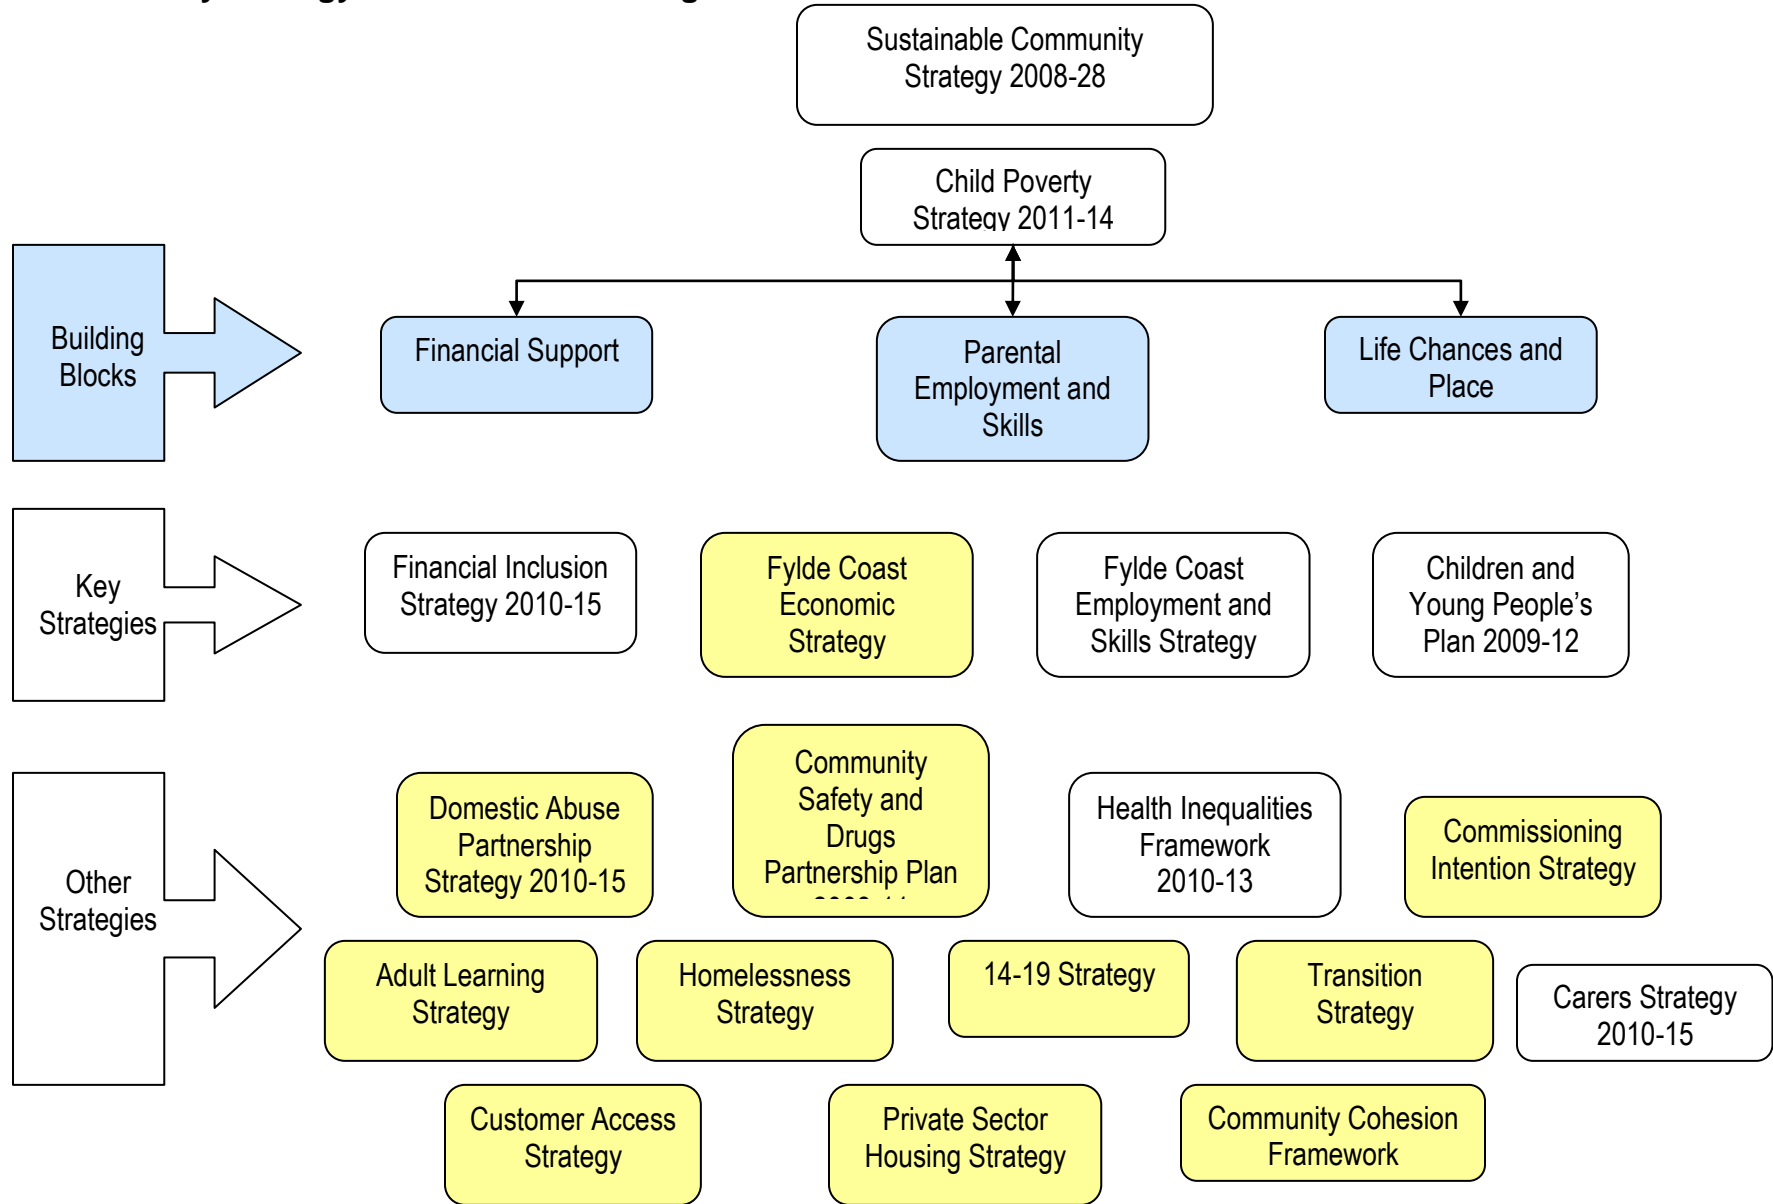 Sustainable Community
Strategy 2008-28
Child Poverty
Strategy 2011-14
Building
Blocks
Financial Support
Parental
Employment and
Skills
Life Chances and
Place
Key
Strategies
Financial Inclusion
Strategy 2010-15
Fylde Coast
Economic
Strategy
Fylde Coast
Employment and
Skills Strategy
Children and
Young People’s
Plan 2009-12
Other
Strategies
Domestic Abuse
Partnership
Strategy 2010-15
Community
Safety and
Drugs
Partnership Plan
Health Inequalities
Framework
2010-13
Commissioning
Intention Strategy
Adult Learning
Strategy
Homelessness
Strategy
14-19 Strategy
Transition
Strategy
Carers Strategy
2010-15
Customer Access
Strategy
Private Sector
Housing Strategy
Community Cohesion
Framework